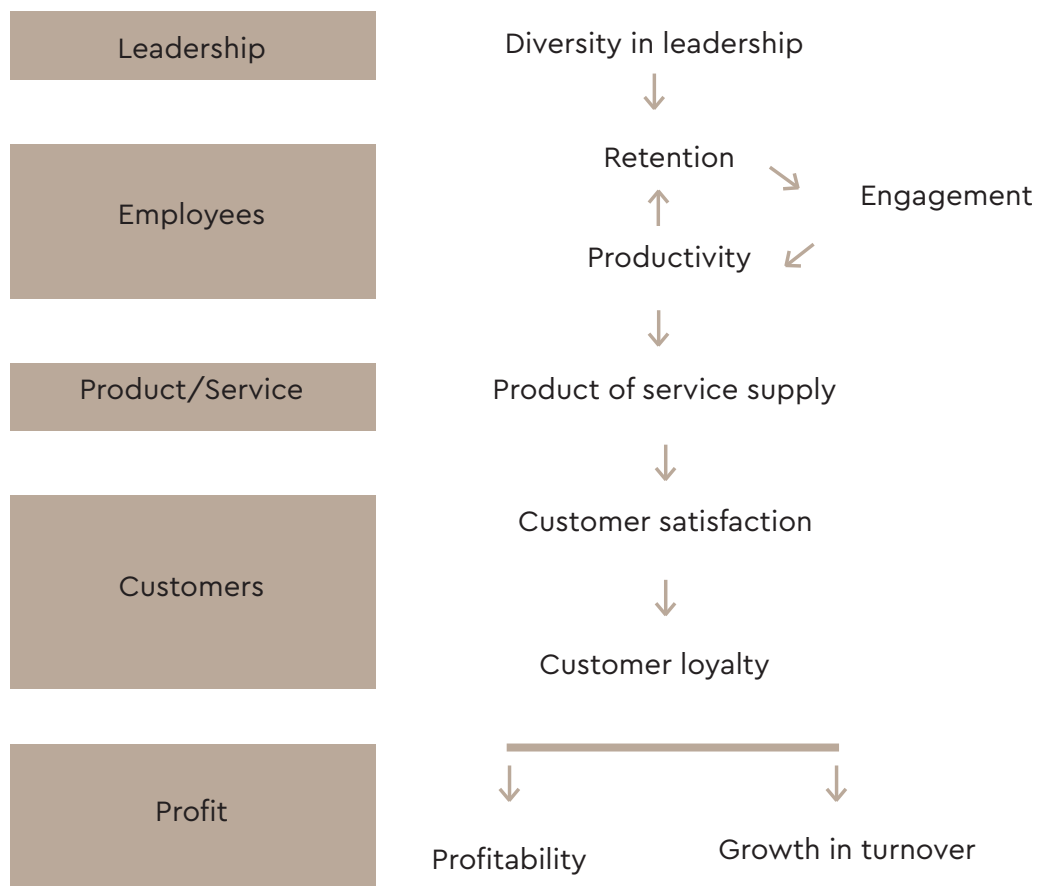 Leadership
Diversity in leadership
Retention
Engagement
Employees
Productivity
Product/Service
Product of service supply
Customer satisfaction
Customers
Customer loyalty
Profit
Profitability
Growth in turnover